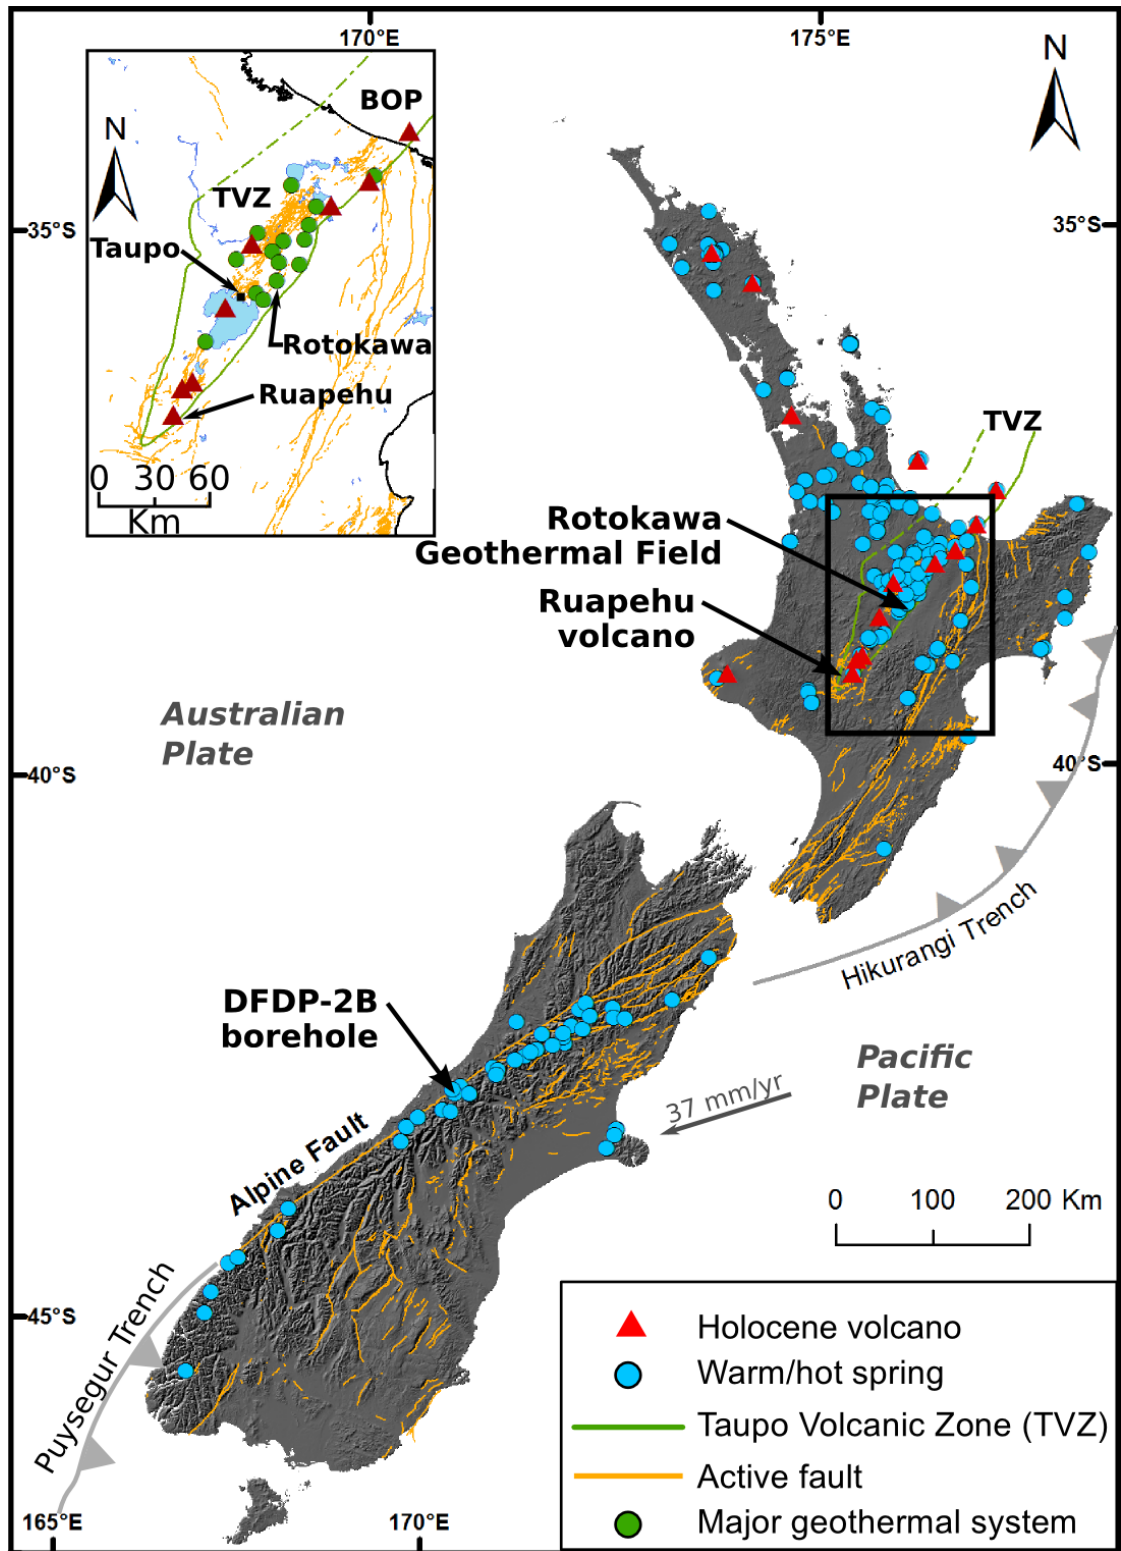 170°E
175°E
N
BOP
N
TVZ
35°S
35°S
Taupo
Rotokawa
Ruapehu
0 30 60
Km
TVZ
Rotokawa
Geothermal Field
Ruapehu
volcano
Australian
Plate
40°S
40°S
Hikurangi Trench
DFDP-2B
borehole
Pacific
Plate
37 mm/yr
Alpine Fault
0 100 200 Km
Puysegur Trench
45°S
Holocene volcano
Warm/hot spring
Taupo Volcanic Zone (TVZ)
Active fault
Major geothermal system
165°E
170°E